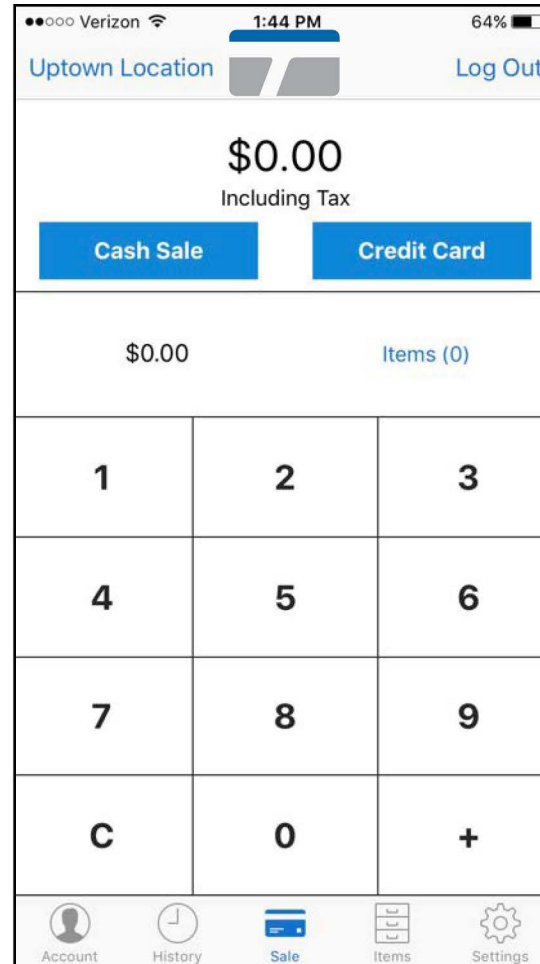 Verizon 1:44 PM 64%
Uptown Location Log Out
$0.00
Including Tax
Cash Sale Credit Card
$0.00 Items (0)
1 2 3
4 5 6
7 8 9
C 0 +
Account History Sale Items Settings